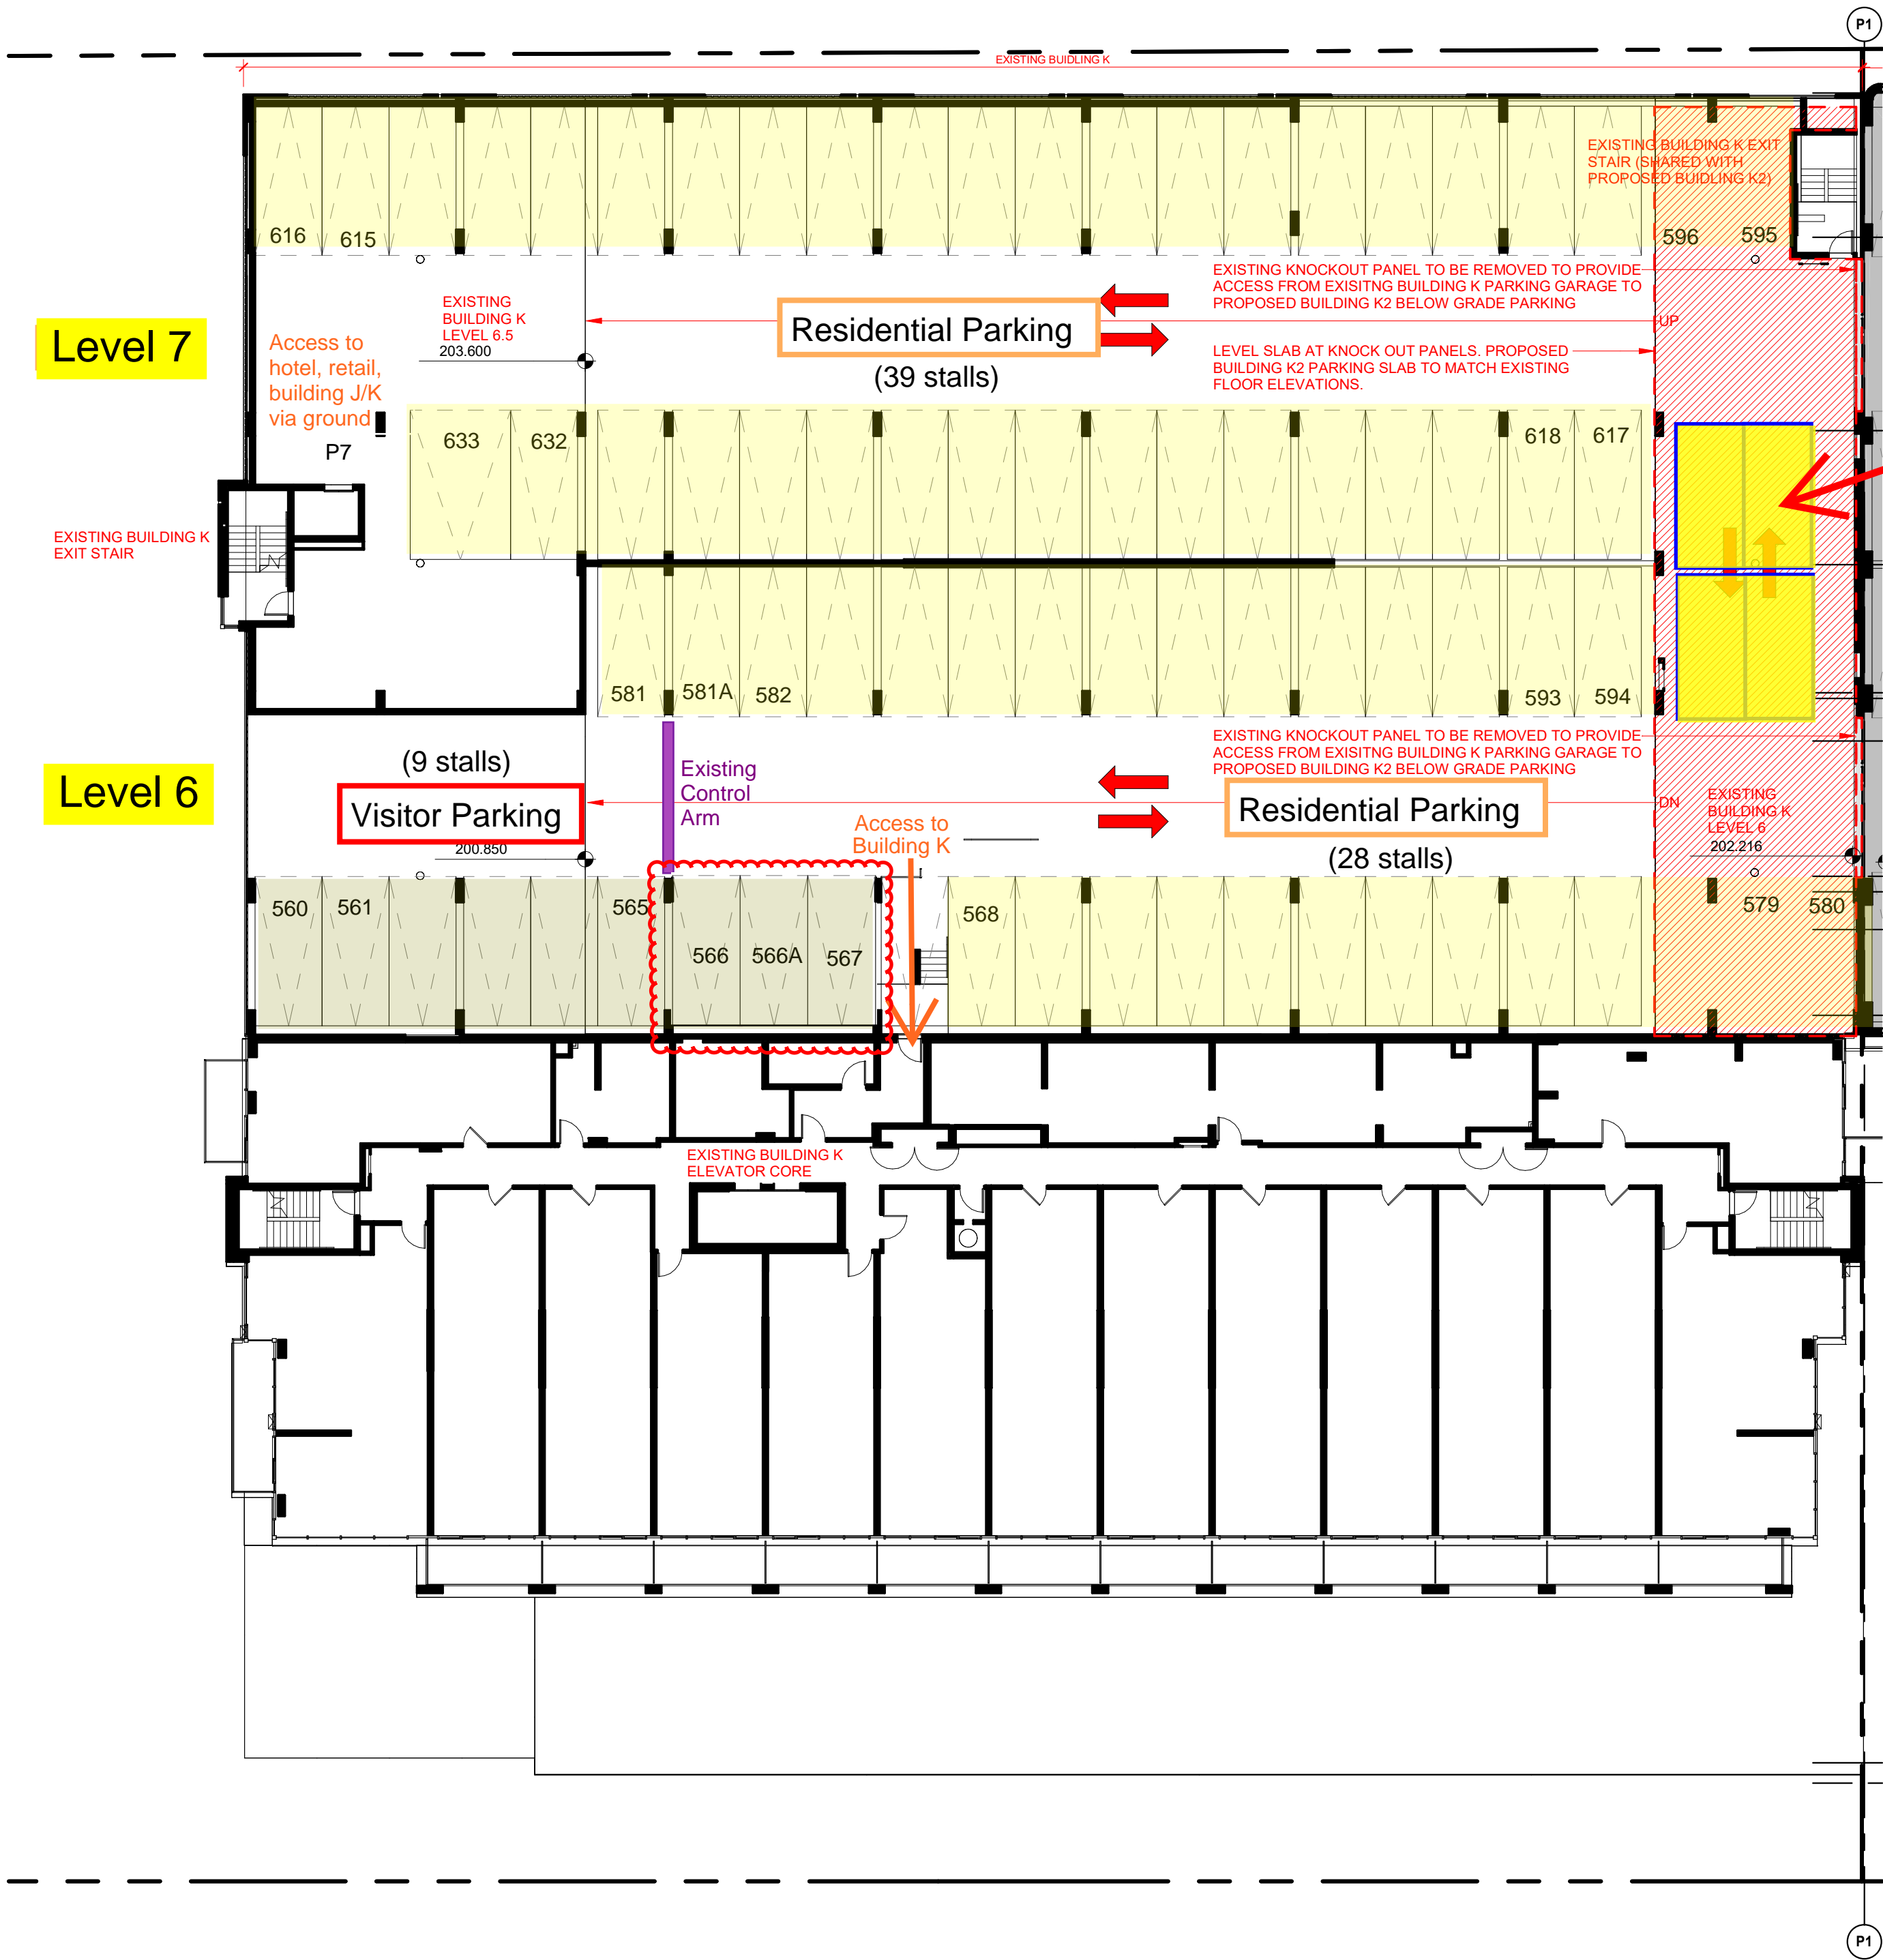 P1
EXISTING BUIDLING K
EXISTING BUILDING K EXIT
STAIR (SHARED WITH
PROPOSED BUIDLING K2)
616
615
596
595
EXISTING KNOCKOUT PANEL TO BE REMOVED TO PROVIDE
ACCESS FROM EXISITNG BUILDING K PARKING GARAGE TO
PROPOSED BUILDING K2 BELOW GRADE PARKING
EXISTING
BUILDING K
LEVEL 6.5
203.600
Residential Parking
(39 stalls)
UP
Level 7
Access to
hotel, retail,
building J/K
via ground
LEVEL SLAB AT KNOCK OUT PANELS. PROPOSED
BUILDING K2 PARKING SLAB TO MATCH EXISTING
FLOOR ELEVATIONS.
P7
633
632
618
617
EXISTING BUILDING K
EXIT STAIR
581
581A
582
593
594
EXISTING KNOCKOUT PANEL TO BE REMOVED TO PROVIDE
ACCESS FROM EXISITNG BUILDING K PARKING GARAGE TO
PROPOSED BUILDING K2 BELOW GRADE PARKING
Level 6
(9 stalls)
Visitor Parking
200.850
Existing
Control
Arm
Access to
Building K
Residential Parking
(28 stalls)
DN
EXISTING
BUILDING K
LEVEL 6
202.216
560
561
565
566
566A
567
568
579
580
EXISTING BUILDING K
ELEVATOR CORE
P1